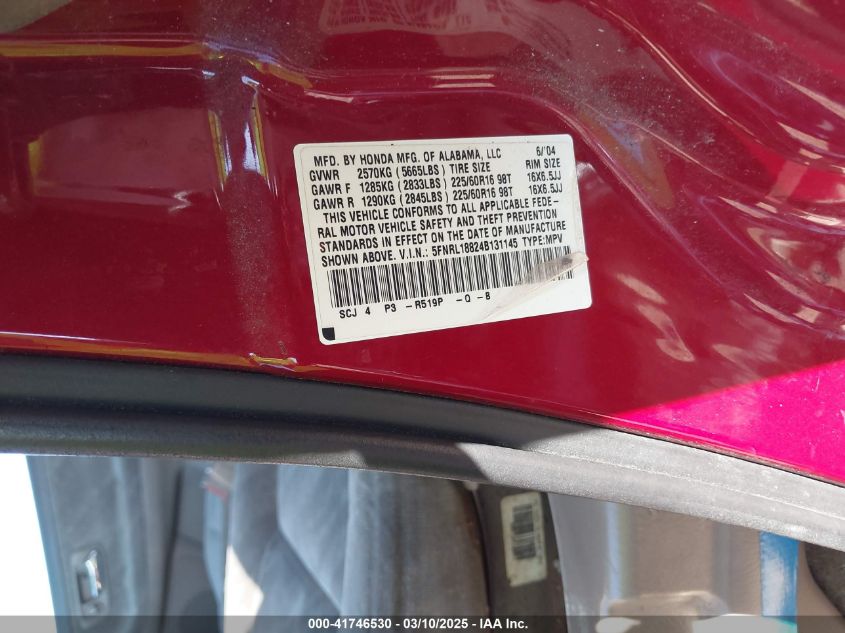 MFD. BY HONDA MFG. OF ALABAMA, LLC 6/'04
GVWR 2570KG (5665LBS) TIRE SIZE RIM SIZE
GAWR F 1285KG (2833LBS) 225/60R16 98T 16X6.5JJ
GAWR R 1290KG (2845LBS) 225/60R16 98T 16X6.5JJ
THIS VEHICLE CONFORMS TO ALL APPLICABLE FEDE-
RAL MOTOR VEHICLE SAFETY AND THEFT PREVENTION
STANDARDS IN EFFECT ON THE DATE OF MANUFACTURE
SHOWN ABOVE. V.I.N.: 5FNRL18824B131145 TYPE:MPV
SCJ 4 P3 -R519P -O -B
000-41746530 - 03/10/2025 - IAA Inc.